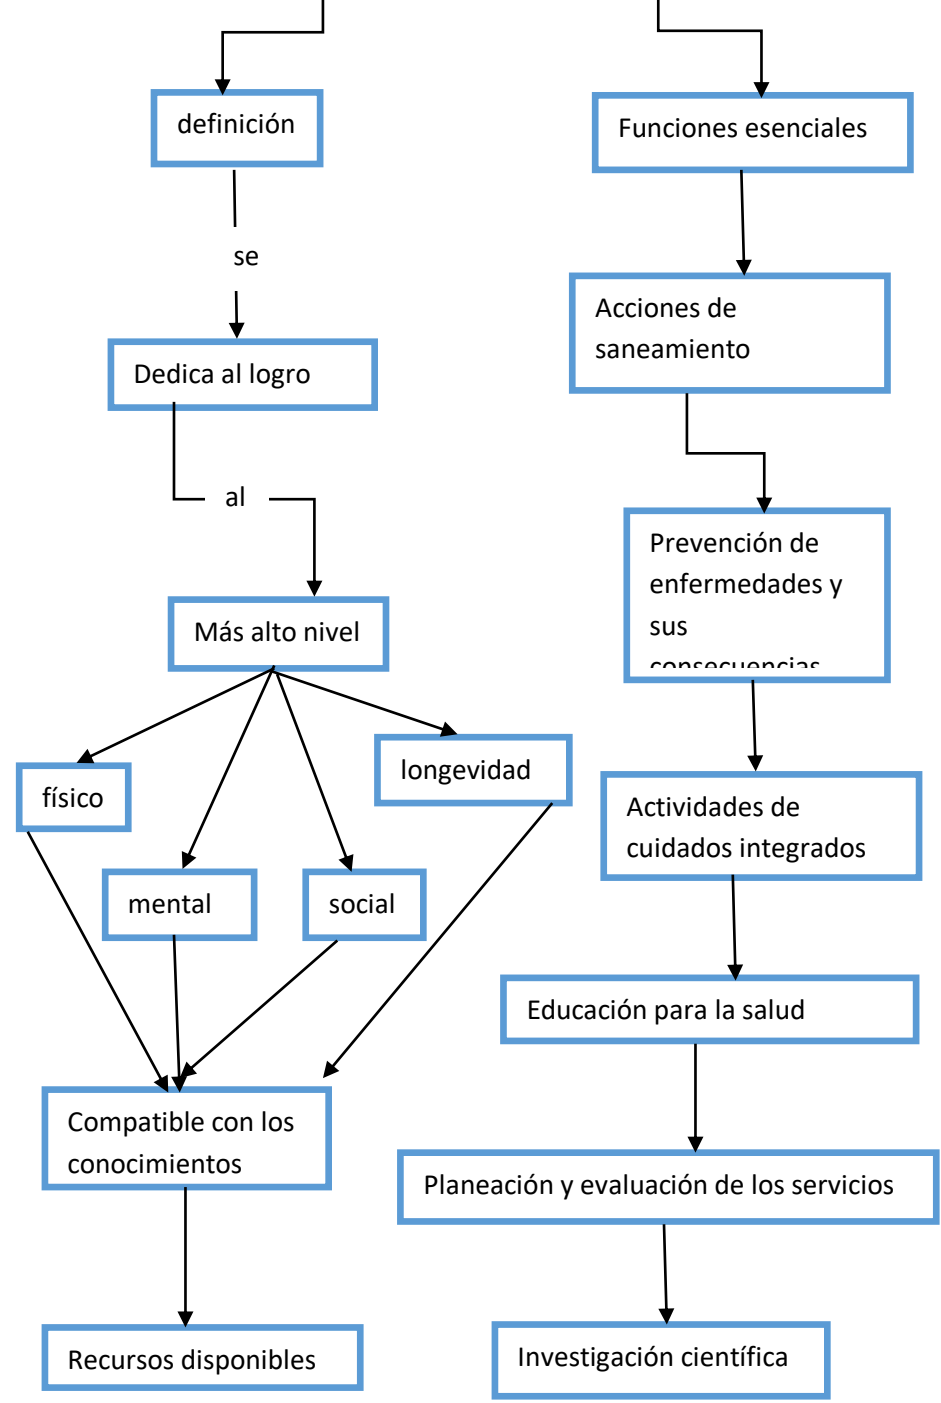 definición
se
Dedica al logro
al
Más alto nivel
físico
mental
social
longevidad
Compatible con los
conocimientos
Recursos disponibles
Funciones esenciales
Acciones de
saneamiento
Prevención de
enfermedades y
sus
consecuencias
Actividades de
cuidados integrados
Educación para la salud
Planeación y evaluación de los servicios
Investigación científica